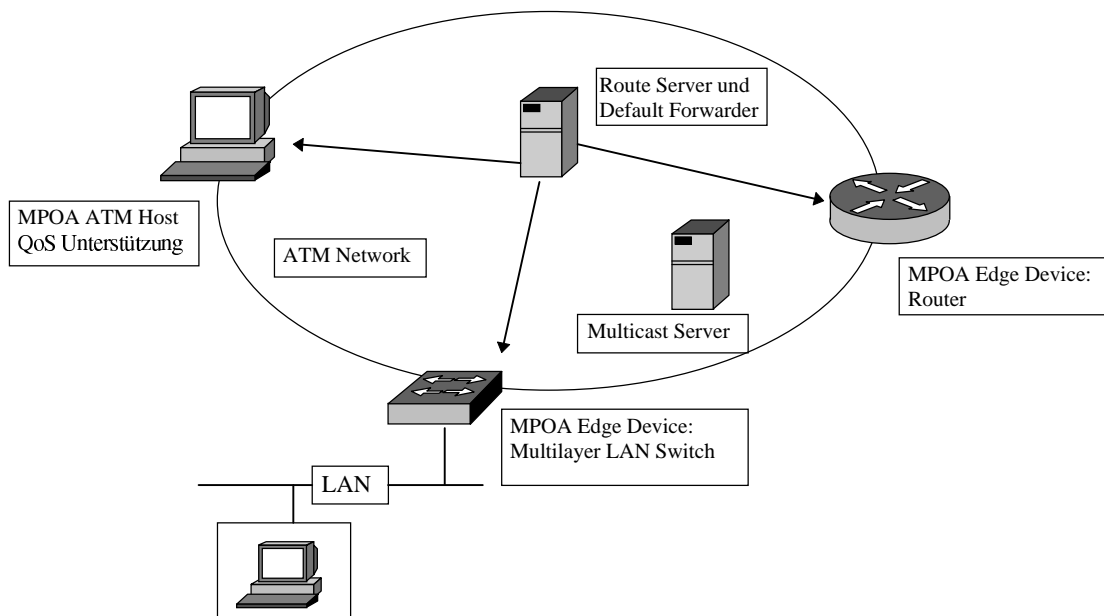 Route Server und
Default Forwarder
MPOA ATM Host
QoS Unterstützung
ATM Network
MPOA Edge Device:
Router
Multicast Server
MPOA Edge Device:
Multilayer LAN Switch
LAN